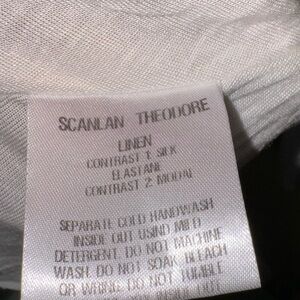 SCANLAN THEODORE
LINEN
CONTRAST 1 SILK
ELASTANE
CONTRAST 2 MODAL
SEPARATE COLD HANDWASH
INSIDE OUT USING MILD
DETERGENT. DO NOT MACHINE
WASH. DO NOT SOAK, BLEACH
OR WRING. DO NOT TUMBLE